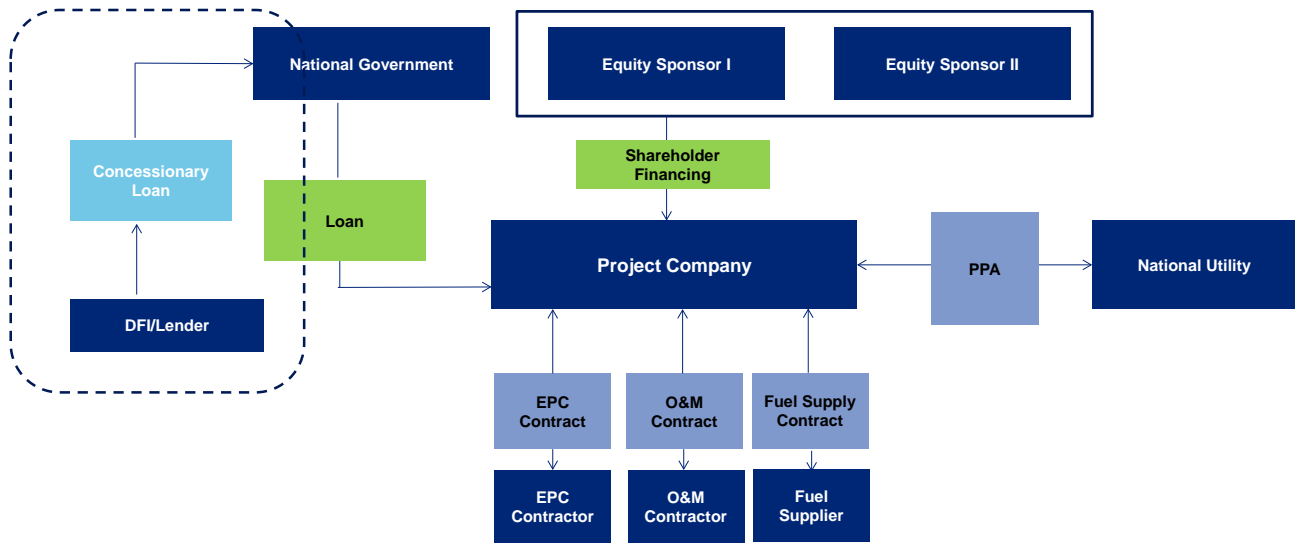 National Government
Equity Sponsor I
Equity Sponsor II
Concessionary
Loan
Shareholder
Financing
Loan
Project Company
PPA
National Utility
DFI/Lender
EPC
Contract
O&M
Contract
Fuel Supply
Contract
EPC
Contractor
O&M
Contractor
Fuel
Supplier